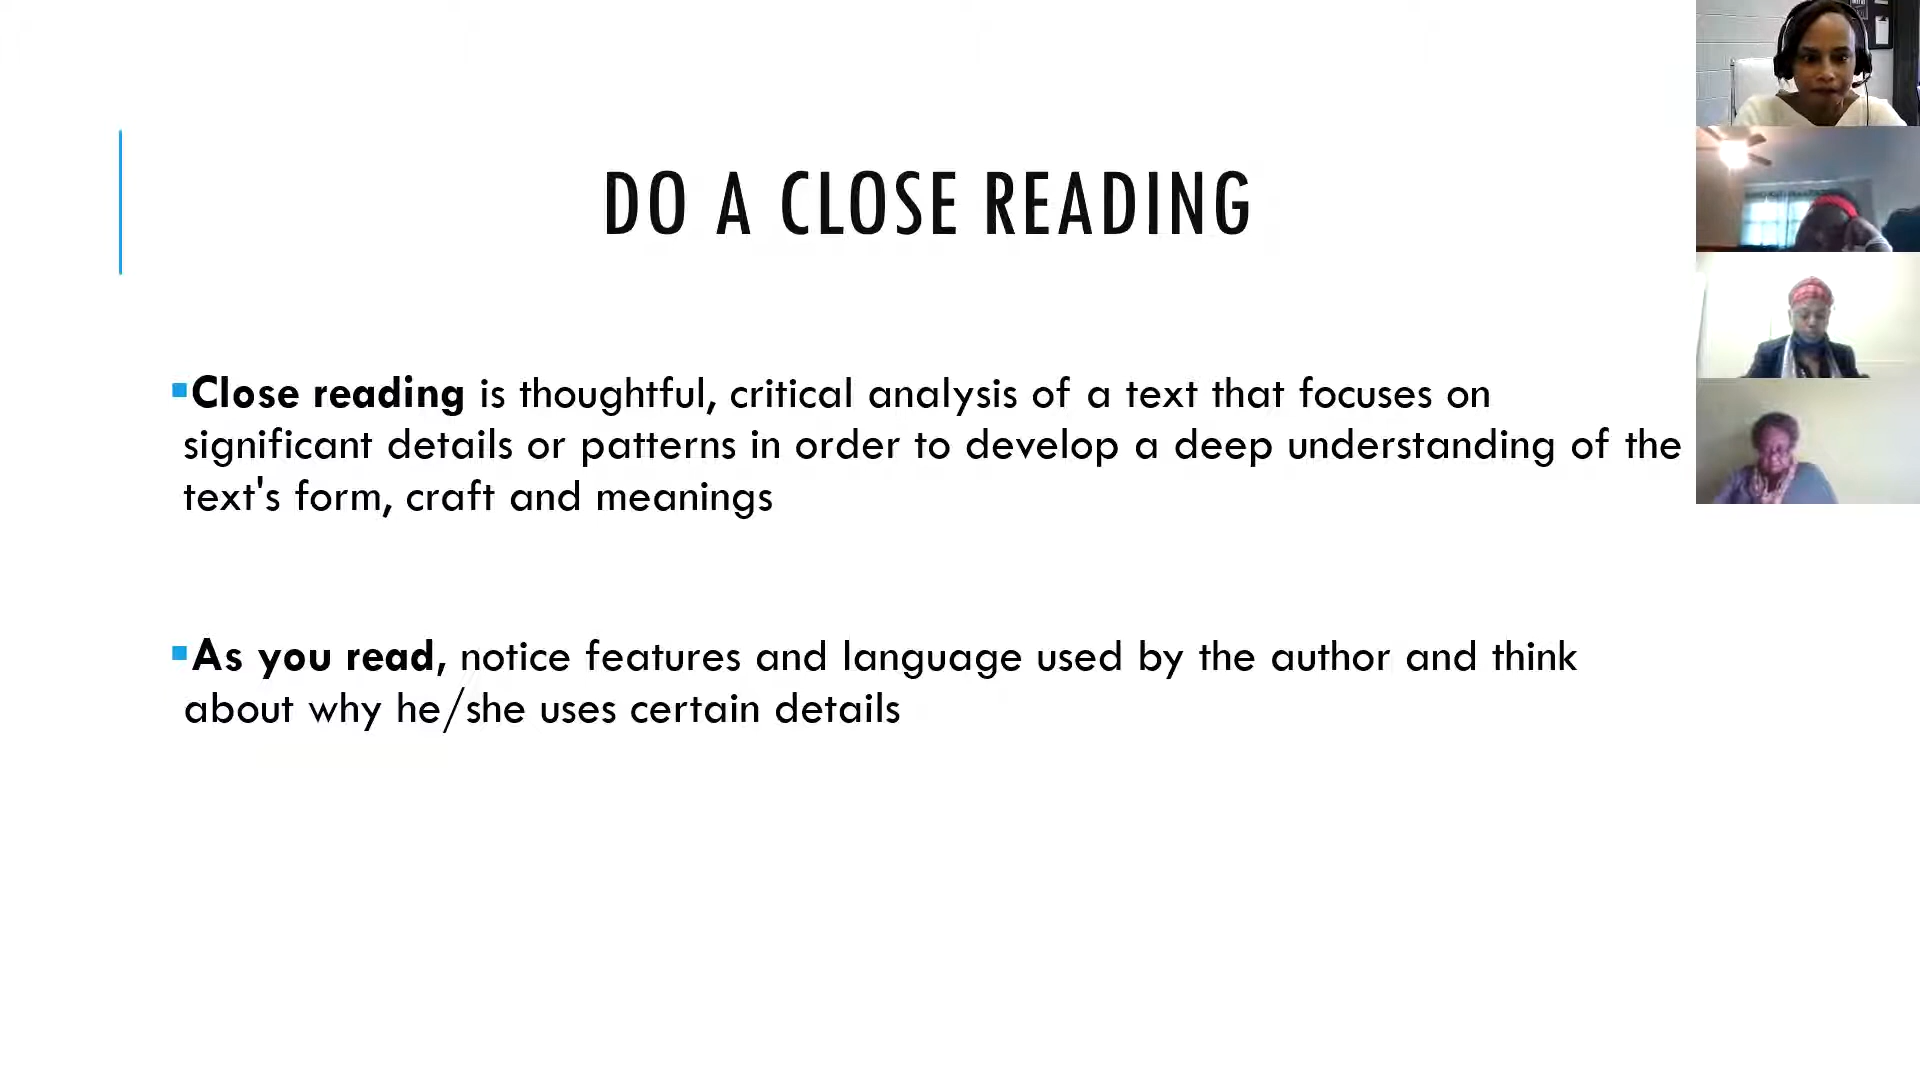 DO A CLOSE READING
▪Close reading is thoughtful, critical analysis of a text that focuses on
significant details or patterns in order to develop a deep understanding of the
text's form, craft and meanings
▪As you read, notice features and language used by the author and think
about why he/she uses certain details